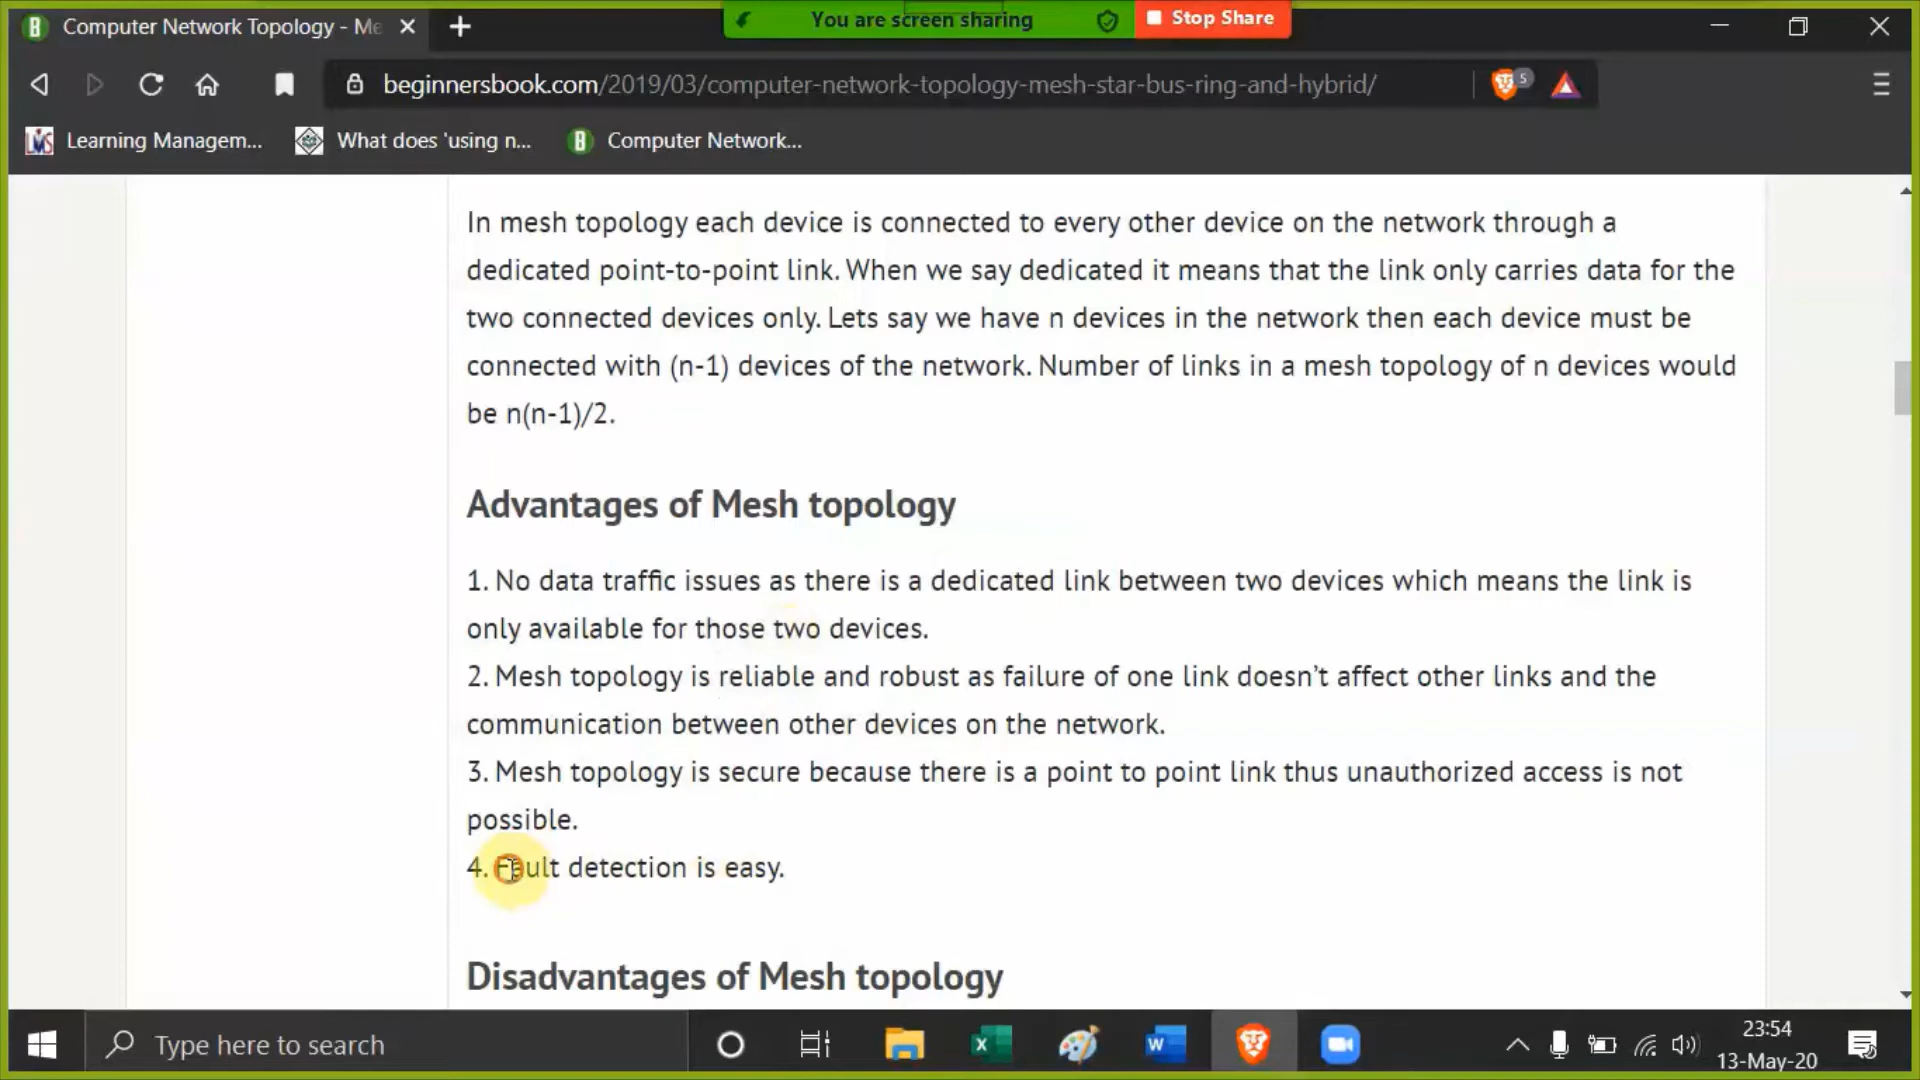 Computer Network Topology - Me
You are screen sharing
Stop Share
beginnersbook.com/2019/03/computer-network-topology-mesh-star-bus-ring-and-hybrid/
5
Learning Managem...
What does 'using n...
Computer Network...
In mesh topology each device is connected to every other device on the network through a
dedicated point-to-point link. When we say dedicated it means that the link only carries data for the
two connected devices only. Lets say we have n devices in the network then each device must be
connected with (n-1) devices of the network. Number of links in a mesh topology of n devices would
be n(n-1)/2.
Advantages of Mesh topology
1. No data traffic issues as there is a dedicated link between two devices which means the link is
only available for those two devices.
2. Mesh topology is reliable and robust as failure of one link doesn’t affect other links and the
communication between other devices on the network.
3. Mesh topology is secure because there is a point to point link thus unauthorized access is not
possible.
4. Fault detection is easy.
Disadvantages of Mesh topology
Type here to search
23:54
13-May-20